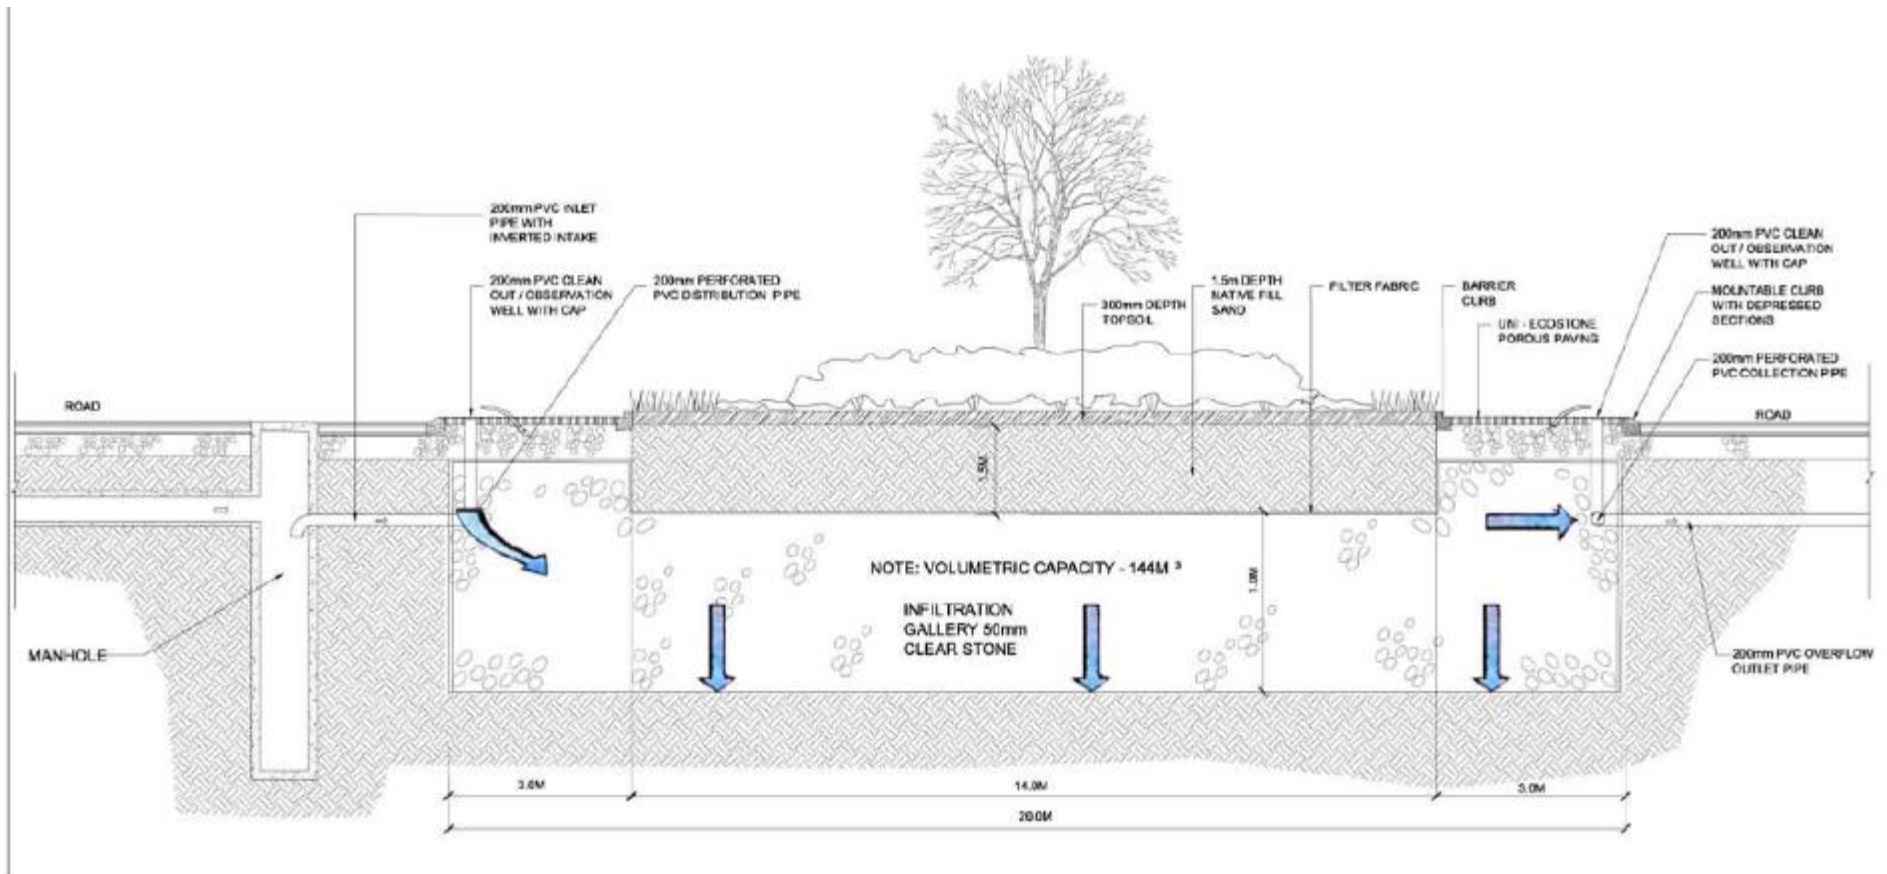 200mm PVC INLET
PIPE WITH
INVERTED INTAKE
200mm PVC CLEAN
OUT / OBSERVATION
WELL WITH CAP
200mm PERFORATED
PVC DISTRIBUTION PIPE
300mm DEPTH
TOPSOIL
1.5m DEPTH
NATIVE FILL
SAND
FILTER FABRIC
BARRIER
CURB
UNI - ECOSTONE
POROUS PAVING
200mm PVC CLEAN
OUT / OBSERVATION
WELL WITH CAP
MOUNTABLE CURB
WITH DEPRESSED
SECTIONS
200mm PERFORATED
PVC COLLECTION PIPE
ROAD
ROAD
1.5M
NOTE: VOLUMETRIC CAPACITY - 144M ³
INFILTRATION
GALLERY 50mm
CLEAR STONE
MANHOLE
200mm PVC OVERFLOW
OUTLET PIPE
14.0M
3.0M
20.0M